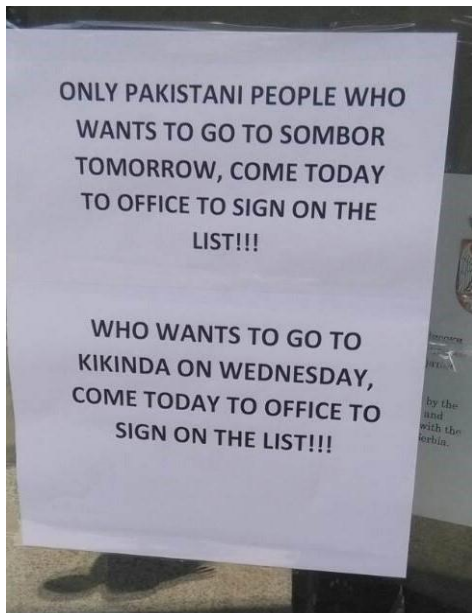 ONLY PAKISTANI PEOPLE WHO
WANTS TO GO TO SOMBOR
TOMORROW, COME TODAY
TO OFFICE TO SIGN ON THE
LIST!!!
WHO WANTS TO GO TO
KIKINDA ON WEDNESDAY,
COME TODAY TO OFFICE TO
SIGN ON THE LIST!!!
by the
and
with the